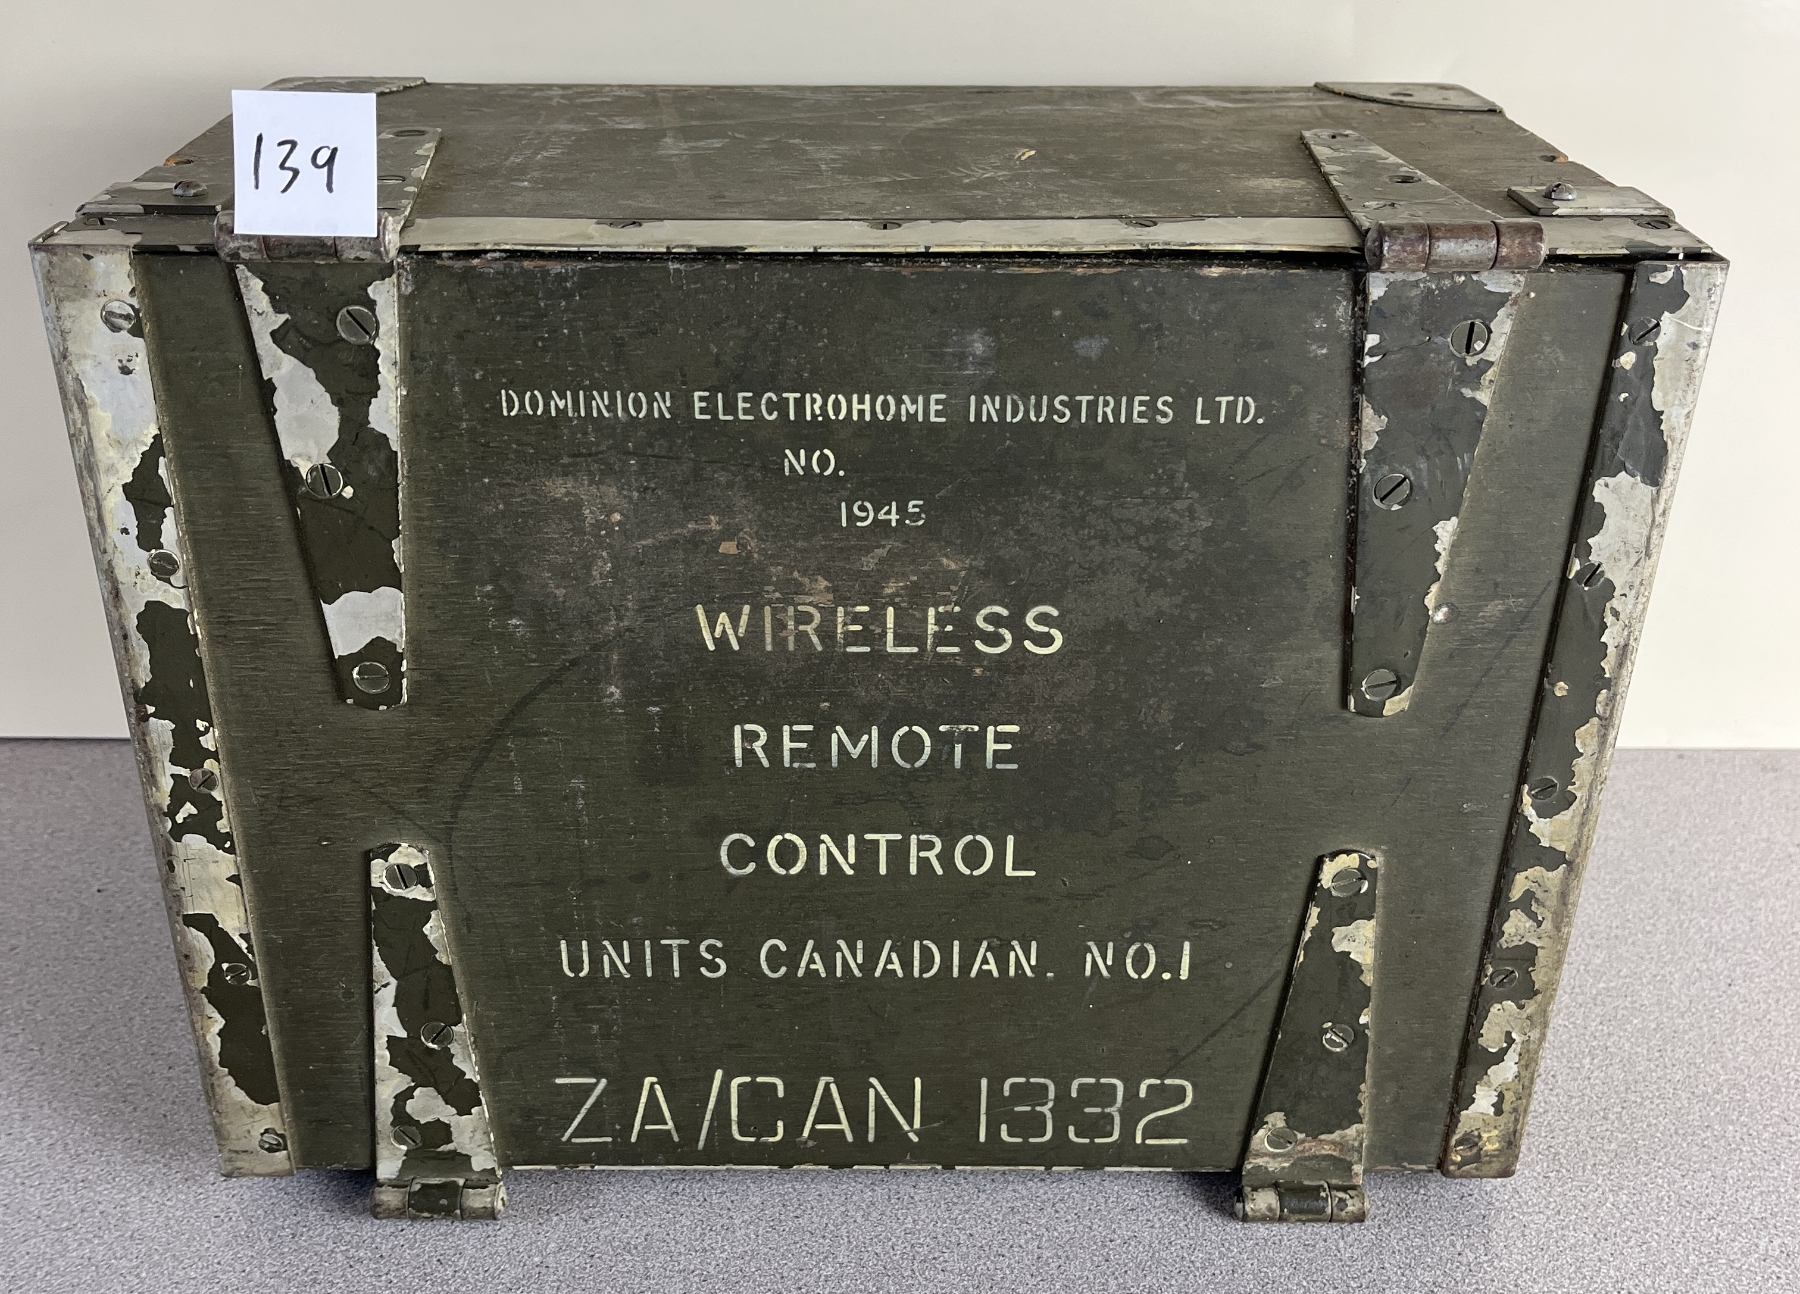 139
DOMINION ELECTROHOME INDUSTRIES LTD.
NO.
1945
WIRELESS
REMOTE
CONTROL
UNITS CANADIAN. NO.1
ZA/CAN 1332